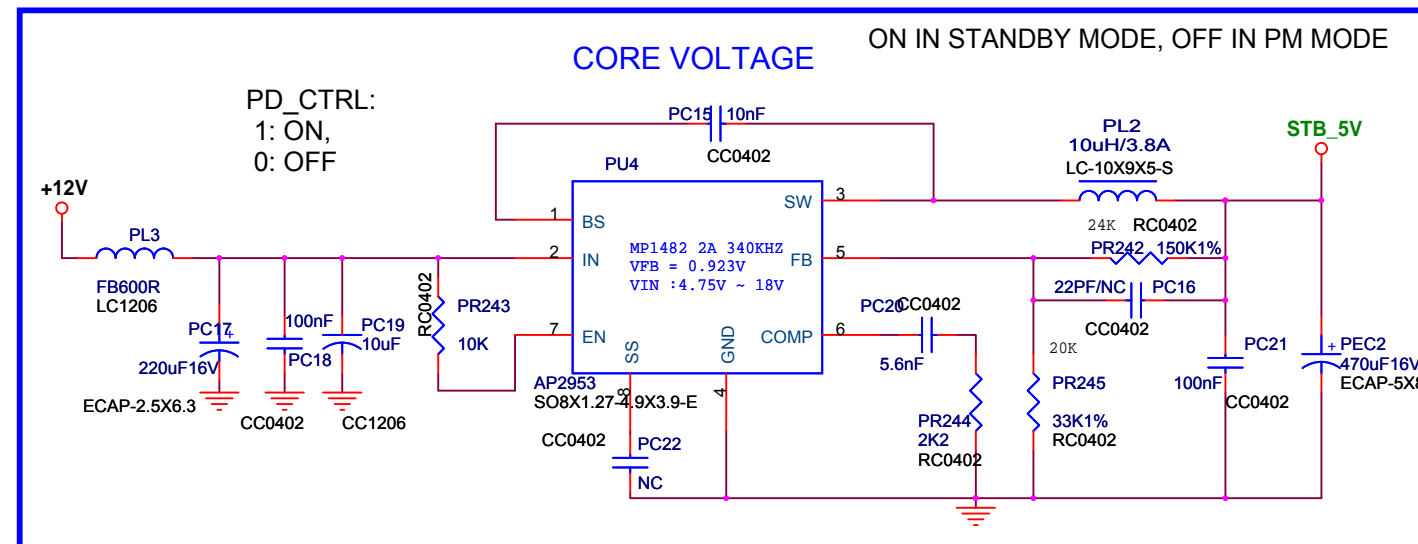 ON IN STANDBY MODE, OFF IN PM MODE
CORE VOLTAGE
PD_CTRL:
1: ON,
0: OFF
PC15
10nF
CC0402
PL2
10uH/3.8A
LC-10X9X5-S
STB_5V
+12V
PU4
PL3
FB600R
LC1206
1
BS
SW
3
2
IN
MP1482 2A 340KHZ
VFB = 0.923V
VIN :4.75V ~ 18V
FB
5
24K
RC0402
PR242
150K1%
22PF/NC
PC16
CC0402
RC0402
PR243
10K
7
EN
COMP
6
SS
GND
8
4
PC20
CC0402
5.6nF
PC17
+
220uF16V
ECAP-2.5X6.3
100nF
PC18
CC0402
PC19
10uF
CC1206
AP2953
SO8X1.27-4.9X3.9-E
CC0402
PC22
NC
PR244
2K2
RC0402
20K
PR245
33K1%
RC0402
PC21
100nF
CC0402
+
PEC2
470uF16V
ECAP-5X8